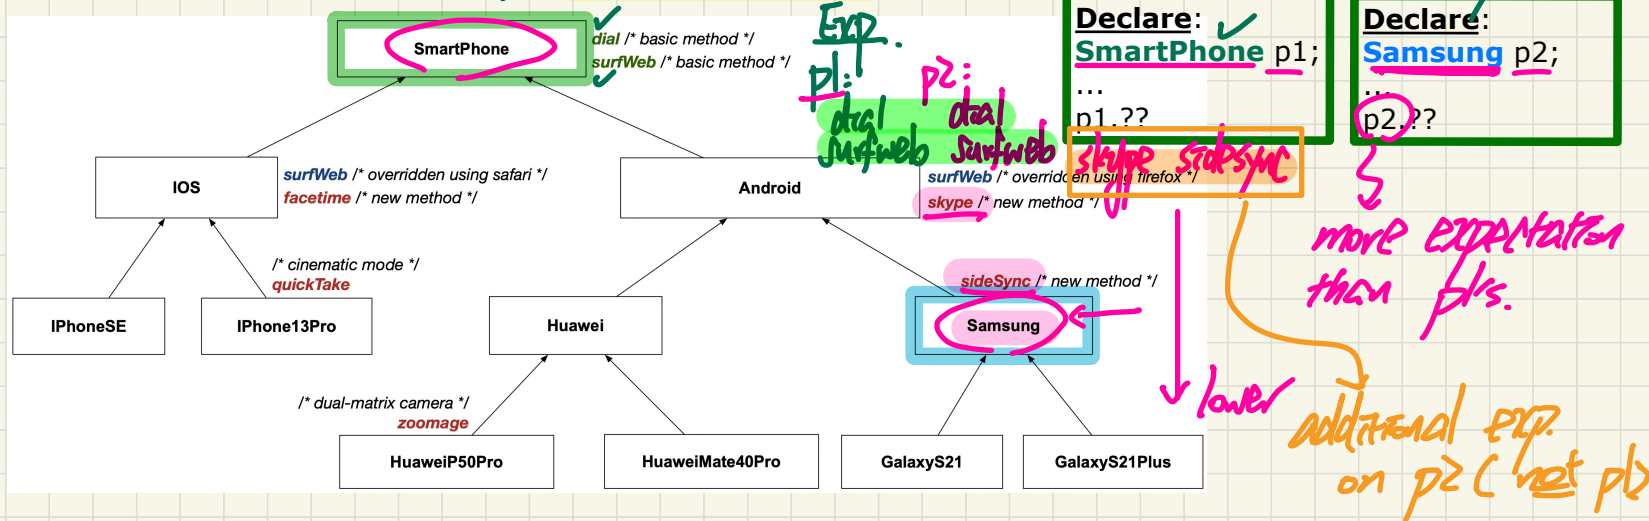 SmartPhone
dial /* basic method */
surfWeb /* basic method */
Exp.
p1:
dial
surfweb
p2:
dial
surfweb
Declare:
SmartPhone p1;
...
p1.??
Declare:
Samsung p2;
...
p2.??
skype sidesync
IOS
surfWeb /* overridden using safari */
facetime /* new method */
Android
surfWeb /* overridden using firefox */
skype /* new method */
more expectation
than p1's.
/* cinematic mode */
quickTake
sideSync /* new method */
IPhoneSE
IPhone13Pro
Huawei
Samsung
lower
additional exp.
on p2 (not p1)
/* dual-matrix camera */
zoomage
HuaweiP50Pro
HuaweiMate40Pro
GalaxyS21
GalaxyS21Plus